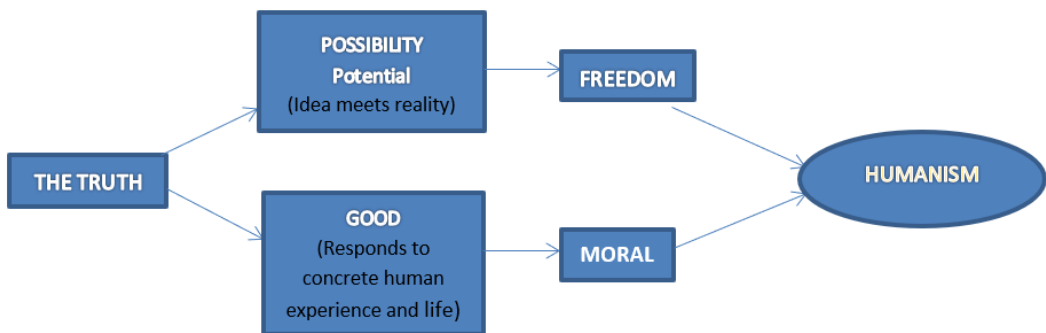 THE TRUTH
POSSIBILITY
Potential
(Idea meets reality)
FREEDOM
GOOD
(Responds to
concrete human
experience and life)
MORAL
HUMANISM